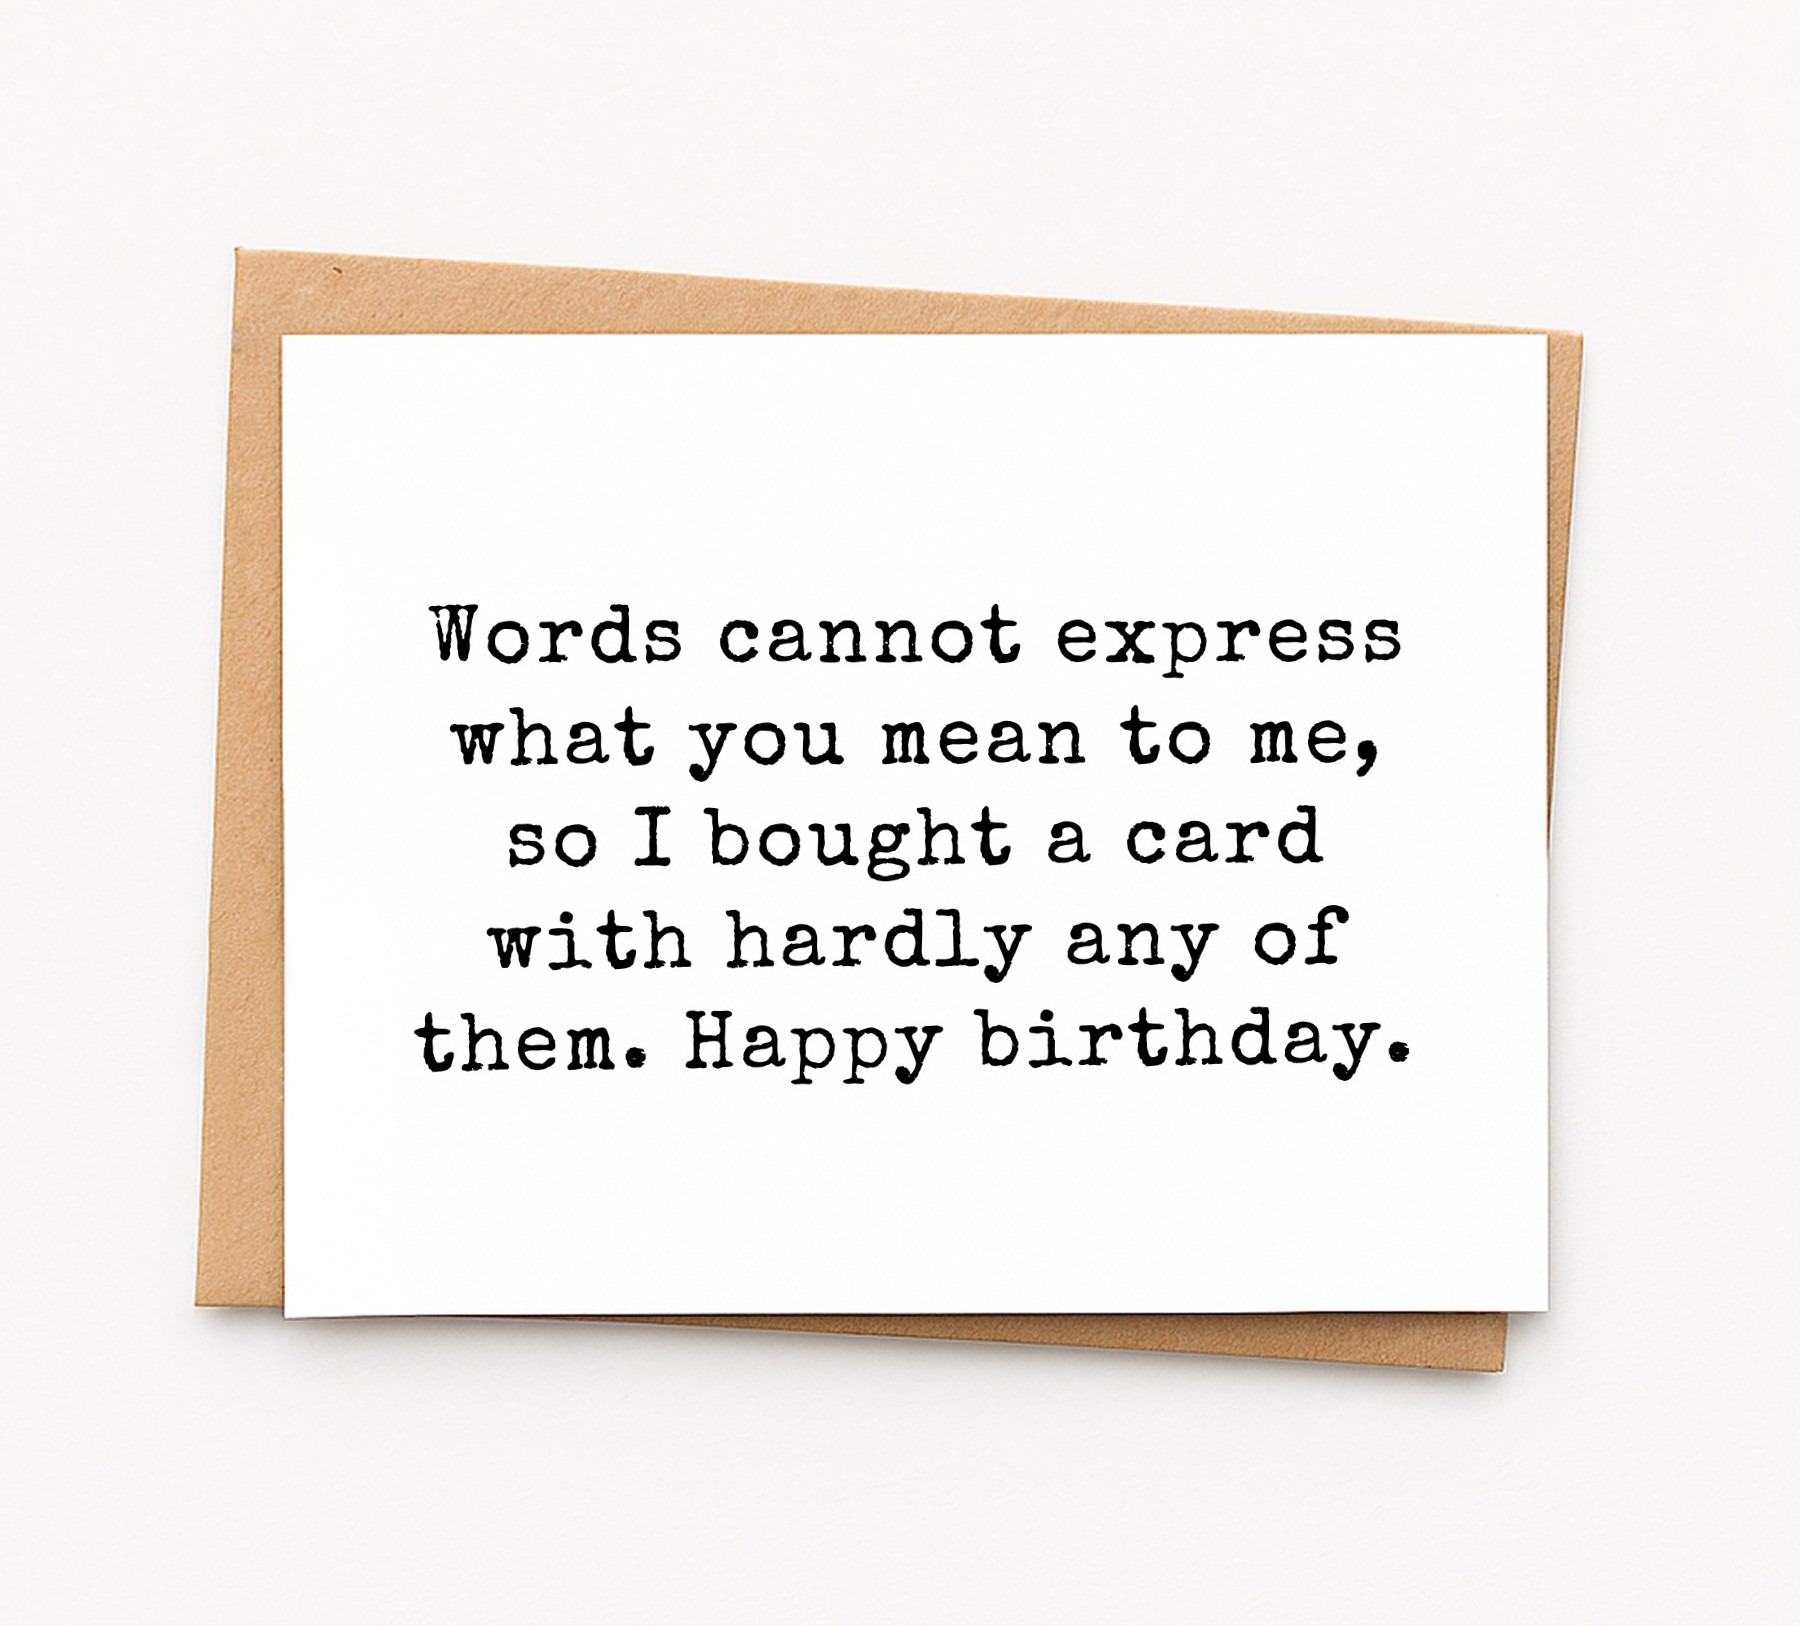 Words cannot express
what you mean to me,
so I bought a card
with hardly any of
them. Happy birthday.